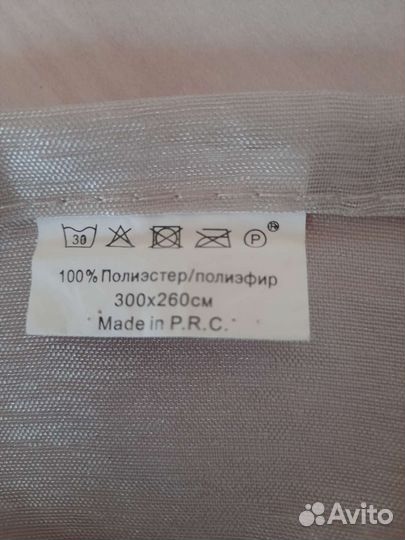 30 P ®
100% Полиэстер/полиэфир
300x260см
Made in P.R.C.
Avito